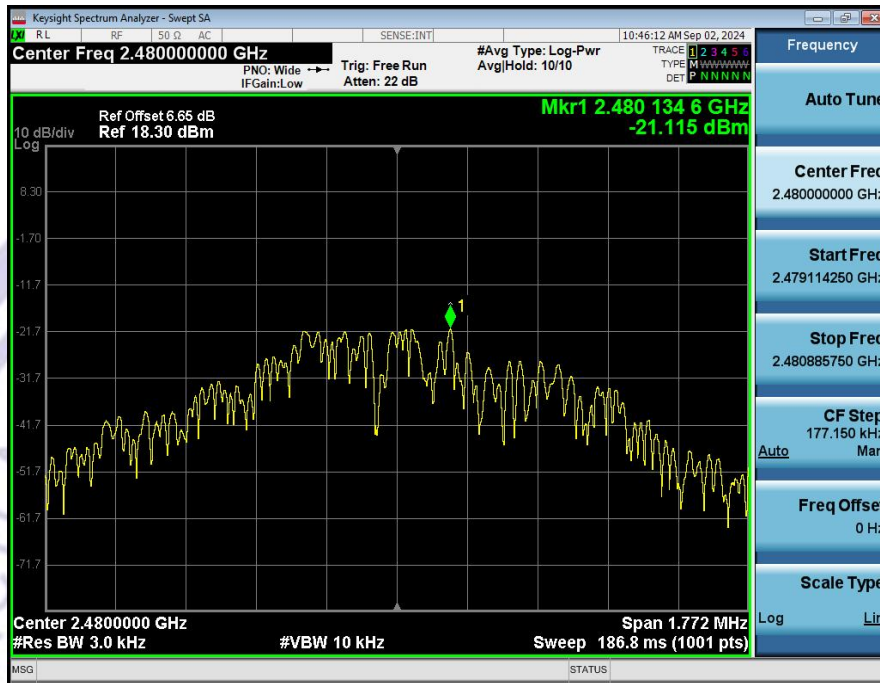 Keysight Spectrum Analyzer - Swept SA
LXI RL RF 50 Ω AC SENSE:INT 10:46:12 AM Sep 02, 2024
Center Freq 2.480000000 GHz
PNO: Wide
IFGain:Low
Trig: Free Run
Atten: 22 dB
#Avg Type: Log-Pwr
Avg|Hold: 10/10
TRACE 1 2 3 4 5 6
TYPE M W W W W W
DET P N N N N N
Ref Offset 6.65 dB
10 dB/div Ref 18.30 dBm
Log
Mkr1 2.480 134 6 GHz
-21.115 dBm
1
8.30
-1.70
-11.7
-21.7
-31.7
-41.7
-51.7
-61.7
-71.7
Center 2.4800000 GHz
#Res BW 3.0 kHz
#VBW 10 kHz
Span 1.772 MHz
Sweep 186.8 ms (1001 pts)
MSG STATUS
Frequency
Auto Tune
Center Freq
2.480000000 GHz
Start Freq
2.479114250 GHz
Stop Freq
2.480885750 GHz
CF Step
177.150 kHz
Auto Man
Freq Offset
0 Hz
Scale Type
Log Lin